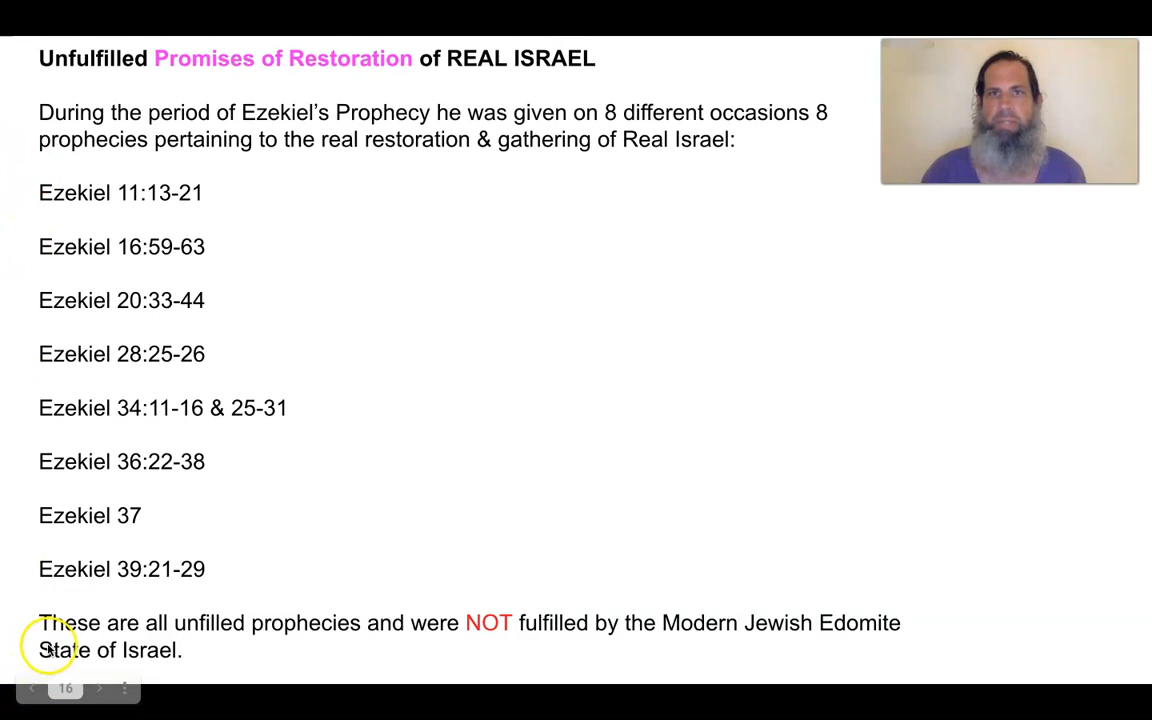 Unfulfilled Promises of Restoration of REAL ISRAEL
During the period of Ezekiel’s Prophecy he was given on 8 different occasions 8
prophecies pertaining to the real restoration & gathering of Real Israel:
Ezekiel 11:13-21
Ezekiel 16:59-63
Ezekiel 20:33-44
Ezekiel 28:25-26
Ezekiel 34:11-16 & 25-31
Ezekiel 36:22-38
Ezekiel 37
Ezekiel 39:21-29
These are all unfilled prophecies and were NOT fulfilled by the Modern Jewish Edomite
State of Israel.
16